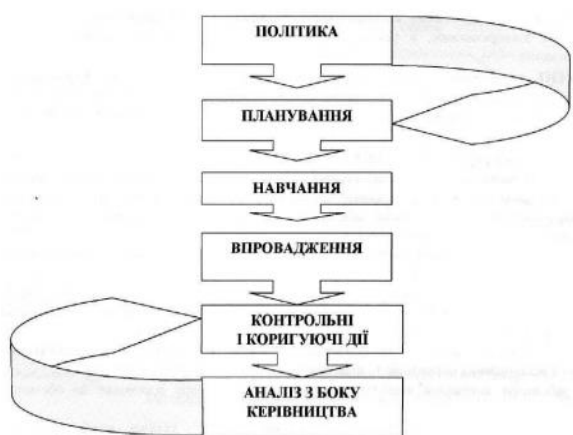 ПОЛІТИКА
ПЛАНУВАННЯ
НАВЧАННЯ
ВПРОВАДЖЕННЯ
КОНТРОЛЬНІ
І КОРИГУЮЧІ ДІЇ
АНАЛІЗ З БОКУ
КЕРІВНИЦТВА